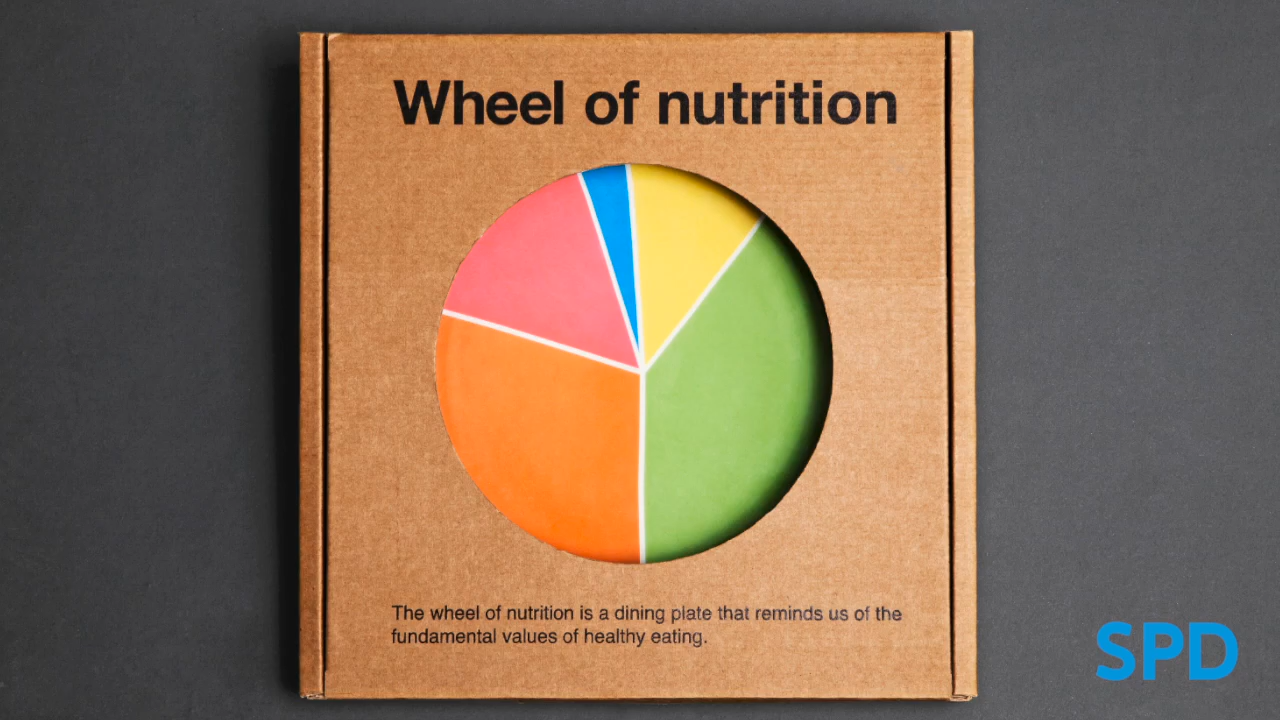 Wheel of nutrition
The wheel of nutrition is a dining plate that reminds us of the
fundamental values of healthy eating.
SPD